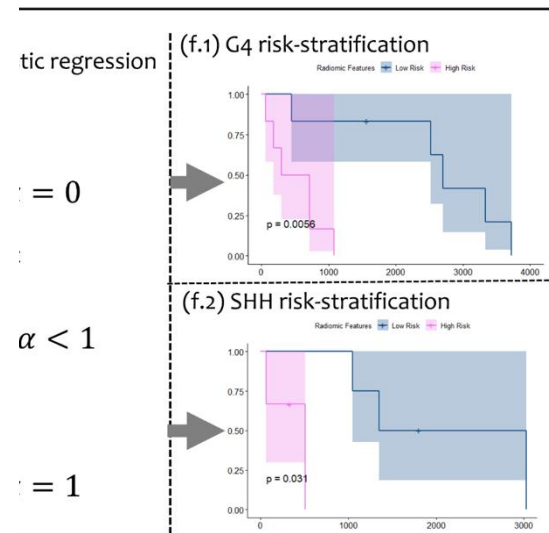 tic regression
= 0
α < 1
= 1
(f.1) G4 risk-stratification
Radiomic Features Low Risk High Risk
1.00
0.75
0.50
0.25
p = 0.0056
0.00
0 1000 2000 3000 4000
(f.2) SHH risk-stratification
Radiomic Features Low Risk High Risk
1.00
0.75
0.50
0.25
p = 0.031
0.00
0 1000 2000 3000